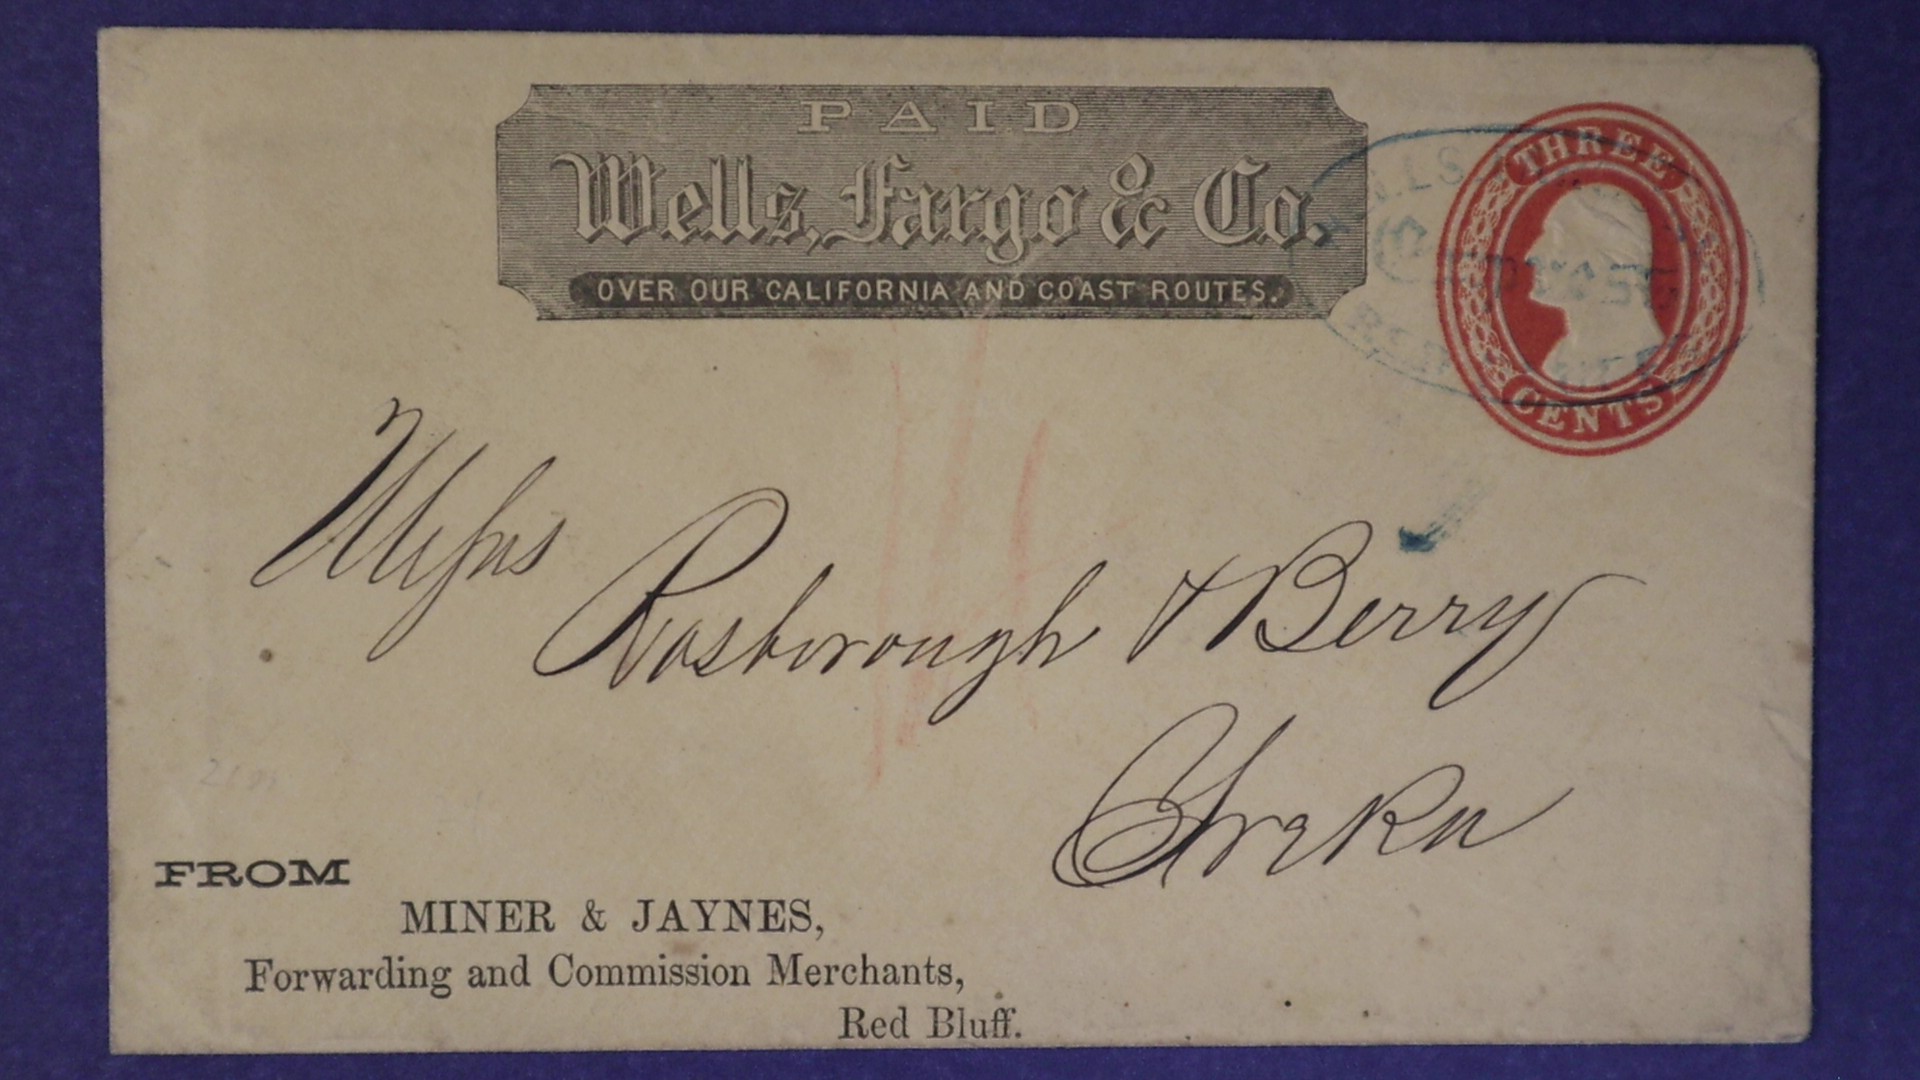 PAID
Wells, Fargo & Co.
OVER OUR CALIFORNIA AND COAST ROUTES.
THREE
CENTS
Messrs Rosborough & Berry
Yreka
FROM
MINER & JAYNES,
Forwarding and Commission Merchants,
Red Bluff.